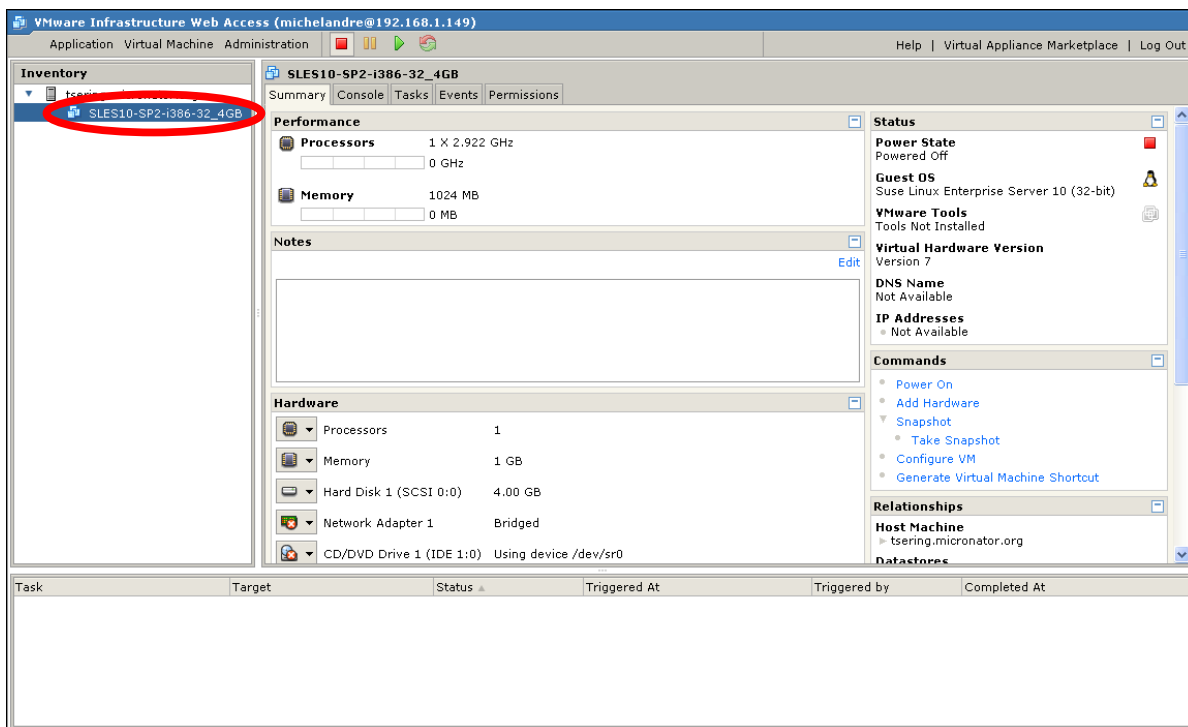 VMware Infrastructure Web Access (michelandre@192.168.1.149)
Application Virtual Machine Administration
Help | Virtual Appliance Marketplace | Log Out
Inventory
SLES10-SP2-i386-32_4GB
SLES10-SP2-i386-32_4GB
Summary Console Tasks Events Permissions
Performance
Processors 1 X 2.922 GHz
0 GHz
Memory 1024 MB
0 MB
Notes
Edit
Hardware
Processors 1
Memory 1 GB
Hard Disk 1 (SCSI 0:0) 4.00 GB
Network Adapter 1 Bridged
CD/DVD Drive 1 (IDE 1:0) Using device /dev/sr0
Status
Power State
Powered Off
Guest OS
Suse Linux Enterprise Server 10 (32-bit)
VMware Tools
Tools Not Installed
Virtual Hardware Version
Version 7
DNS Name
Not Available
IP Addresses
Not Available
Commands
Power On
Add Hardware
Snapshot
Take Snapshot
Configure VM
Generate Virtual Machine Shortcut
Relationships
Host Machine
tsering.micronator.org
Datastores
Task Target Status Triggered At Triggered by Completed At